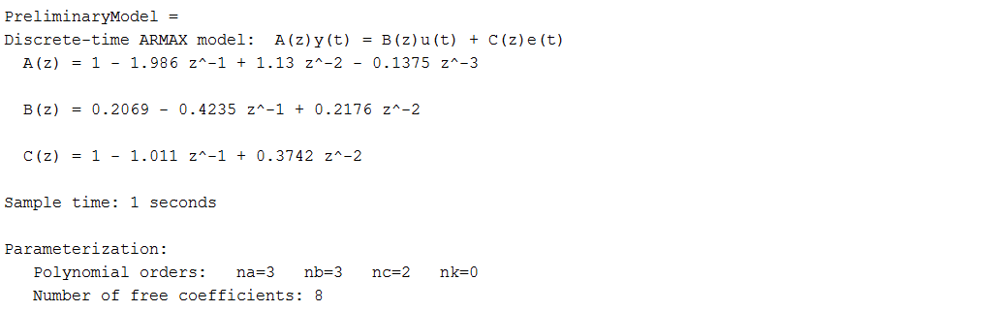 PreliminaryModel =
Discrete-time ARMAX model:  A(z)y(t) = B(z)u(t) + C(z)e(t)
A(z) = 1 - 1.986 z^-1 + 1.13 z^-2 - 0.1375 z^-3
B(z) = 0.2069 - 0.4235 z^-1 + 0.2176 z^-2
C(z) = 1 - 1.011 z^-1 + 0.3742 z^-2
Sample time: 1 seconds
Parameterization:
Polynomial orders:   na=3   nb=3   nc=2   nk=0
Number of free coefficients: 8